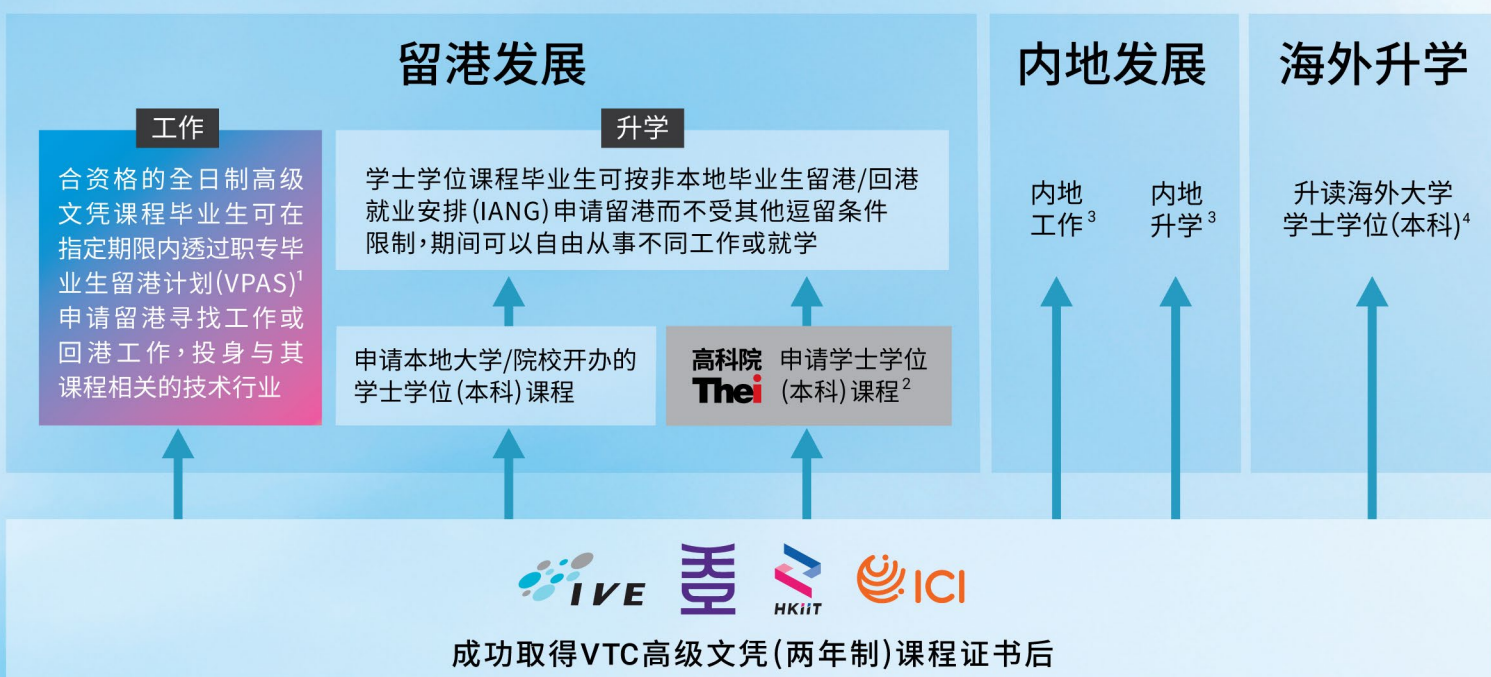 留港发展
工作
合资格的全日制高级
文凭课程毕业生可在
指定期限内透过职专毕
业生留港计划(VPAS)¹
申请留港寻找工作或
回港工作，投身与其
课程相关的技术行业
升学
学士学位课程毕业生可按非本地毕业生留港/回港
就业安排(IANG)申请留港而不受其他逗留条件
限制，期间可以自由从事不同工作或就学
申请本地大学/院校开办的
学士学位(本科)课程
高科院
Thei
申请学士学位
(本科)课程²
内地发展
内地
工作³
内地
升学³
海外升学
升读海外大学
学士学位(本科)⁴
IVE
HKiiT
ICI
成功取得VTC高级文凭(两年制)课程证书后